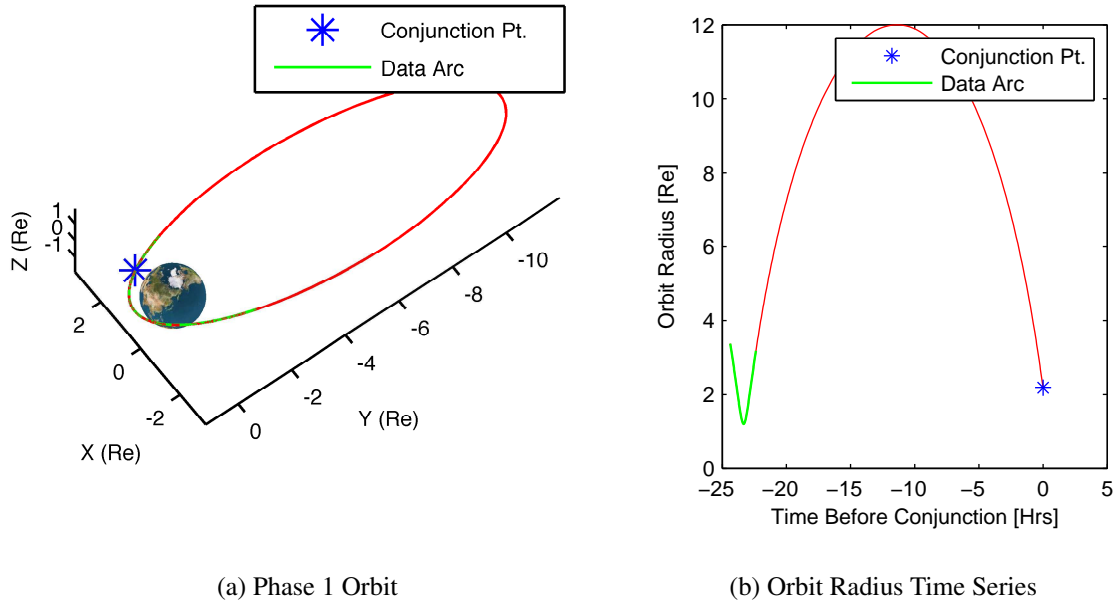 Conjunction Pt.
Data Arc
Z (Re)
1
0
-1
2
0
-2
X (Re)
0
-2
-4
-6
-8
-10
Y (Re)
(a) Phase 1 Orbit
Conjunction Pt.
Data Arc
Orbit Radius [Re]
12
10
8
6
4
2
0
−25 −20 −15 −10 −5 0 5
Time Before Conjunction [Hrs]
(b) Orbit Radius Time Series